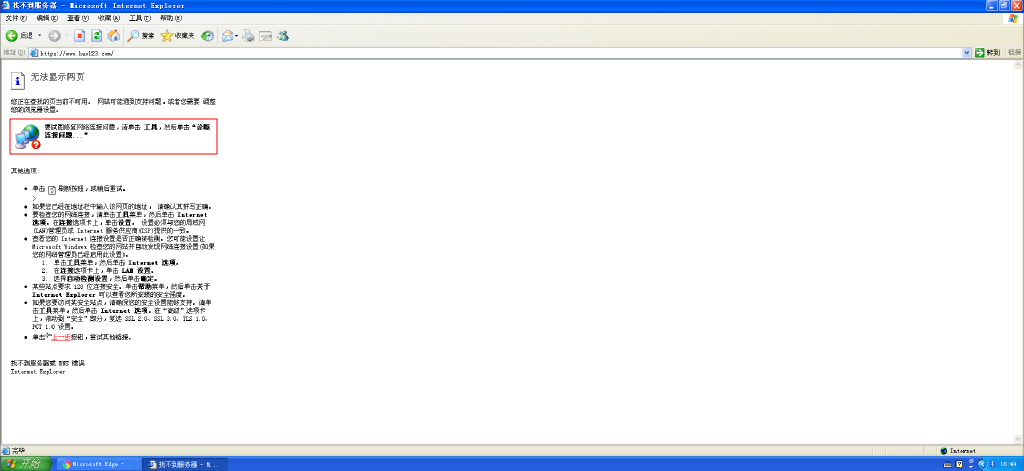 找不到服务器 - Microsoft Internet Explorer
文件(F) 编辑(E) 查看(V) 收藏(A) 工具(T) 帮助(H)
后退 搜索 收藏夹
地址(D) https://www.hao123.com/ 转到 链接
无法显示网页
您正在查找的页当前不可用。 网站可能遇到支持问题，或者您需要 调整
您的浏览器设置。
要试图修复网络连接问题，请单击 工具，然后单击“诊断
连接问题...”
其他选项:
单击 刷新按钮，或稍后重试。
>
如果您已经在地址栏中输入该网页的地址， 请确认其拼写正确。
要检查您的网络连接，请单击工具菜单，然后单击 Internet
选项。在连接选项卡上，单击设置。 设置必须与您的局域网
(LAN)管理员或 Internet 服务供应商(ISP)提供的一致。
查看您的 Internet 连接设置是否正确被检测。您可能设置让
Microsoft Windows 检查您的网站并自动发现网络连接设置(如果
您的网络管理员已经启用此设置)。
1. 单击工具菜单，然后单击 Internet 选项。
2. 在连接选项卡上，单击 LAN 设置。
3. 选择自动检测设置，然后单击确定。
某些站点要求 128 位连接安全。单击帮助菜单，然后单击关于
Internet Explorer 可以查看您所安装的安全强度。
如果您要访问某安全站点，请确保您的安全设置能够支持。请单
击工具菜单，然后单击 Internet 选项。在“高级”选项卡
上，滚动到“安全”部分，复选 SSL 2.0、SSL 3.0、TLS 1.0、
PCT 1.0 设置。
单击上一步按钮，尝试其他链接。
找不到服务器或 DNS 错误
Internet Explorer
完毕 Internet
开始 Microsoft Edge -... 找不到服务器 - M... 16:44